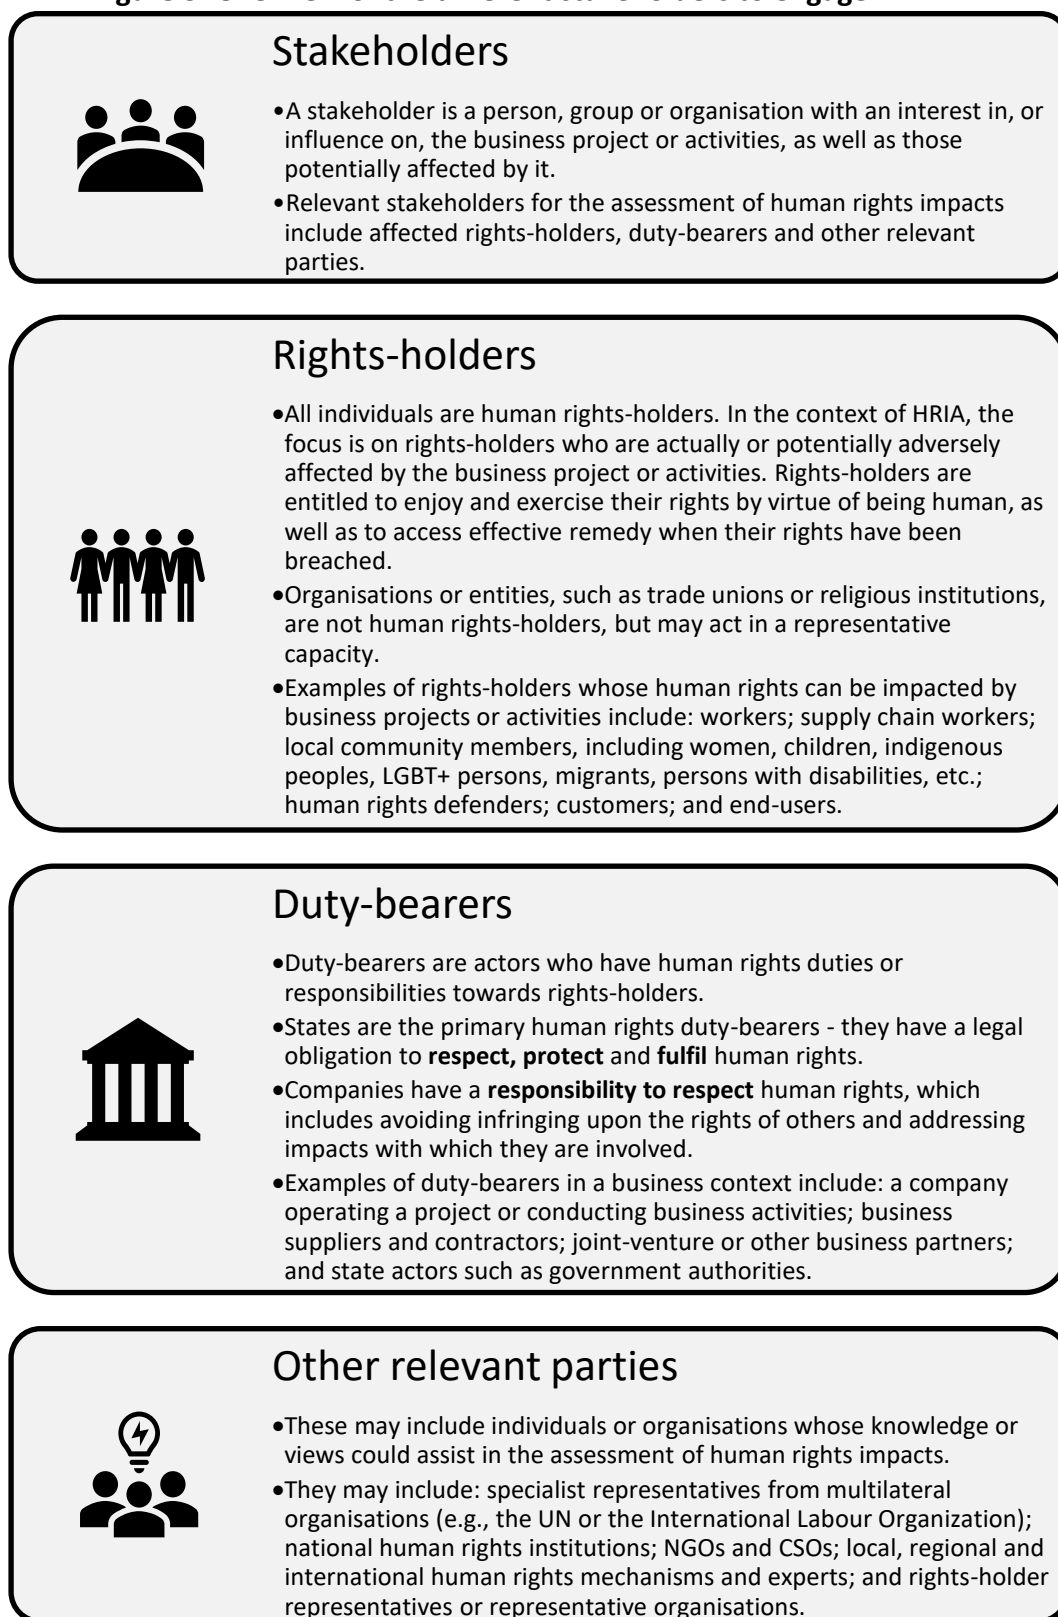 Stakeholders
•A stakeholder is a person, group or organisation with an interest in, or
influence on, the business project or activities, as well as those
potentially affected by it.
•Relevant stakeholders for the assessment of human rights impacts
include affected rights-holders, duty-bearers and other relevant
parties.
Rights-holders
•All individuals are human rights-holders. In the context of HRIA, the
focus is on rights-holders who are actually or potentially adversely
affected by the business project or activities. Rights-holders are
entitled to enjoy and exercise their rights by virtue of being human, as
well as to access effective remedy when their rights have been
breached.
•Organisations or entities, such as trade unions or religious institutions,
are not human rights-holders, but may act in a representative
capacity.
•Examples of rights-holders whose human rights can be impacted by
business projects or activities include: workers; supply chain workers;
local community members, including women, children, indigenous
peoples, LGBT+ persons, migrants, persons with disabilities, etc.;
human rights defenders; customers; and end-users.
Duty-bearers
•Duty-bearers are actors who have human rights duties or
responsibilities towards rights-holders.
•States are the primary human rights duty-bearers - they have a legal
obligation to respect, protect and fulfil human rights.
•Companies have a responsibility to respect human rights, which
includes avoiding infringing upon the rights of others and addressing
impacts with which they are involved.
•Examples of duty-bearers in a business context include: a company
operating a project or conducting business activities; business
suppliers and contractors; joint-venture or other business partners;
and state actors such as government authorities.
Other relevant parties
•These may include individuals or organisations whose knowledge or
views could assist in the assessment of human rights impacts.
•They may include: specialist representatives from multilateral
organisations (e.g., the UN or the International Labour Organization);
national human rights institutions; NGOs and CSOs; local, regional and
international human rights mechanisms and experts; and rights-holder
representatives or representative organisations.